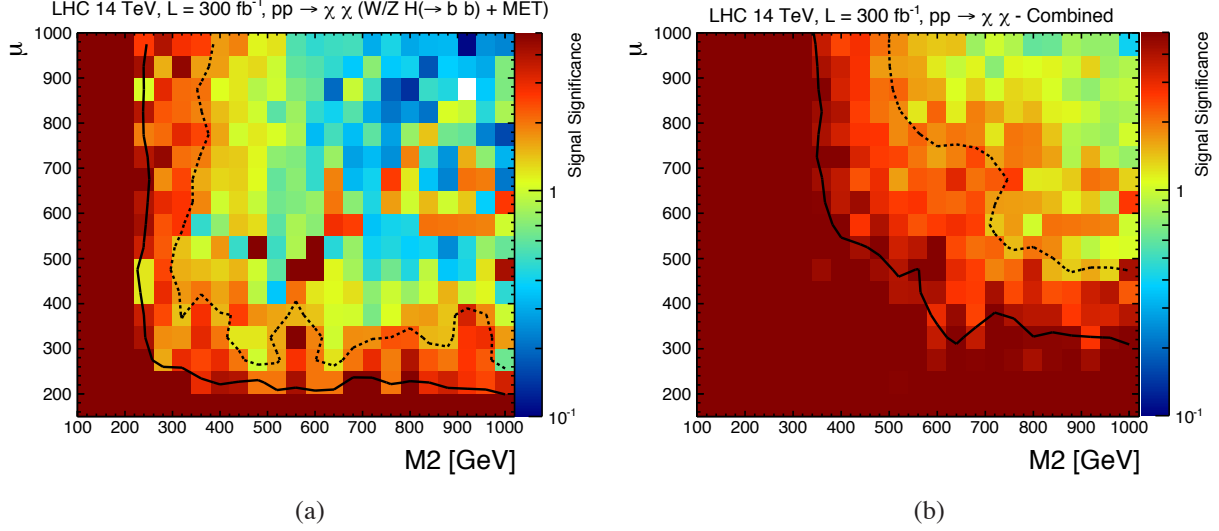 LHC 14 TeV, L = 300 fb⁻¹, pp → χ χ (W/Z H(→ b b) + MET)
μ
1000
900
800
700
600
500
400
300
200
100 200 300 400 500 600 700 800 900 1000
M2 [GeV]
1
10⁻¹
Signal Significance
(a)
LHC 14 TeV, L = 300 fb⁻¹, pp → χ χ - Combined
μ
1000
900
800
700
600
500
400
300
200
100 200 300 400 500 600 700 800 900 1000
M2 [GeV]
1
10⁻¹
Signal Significance
(b)